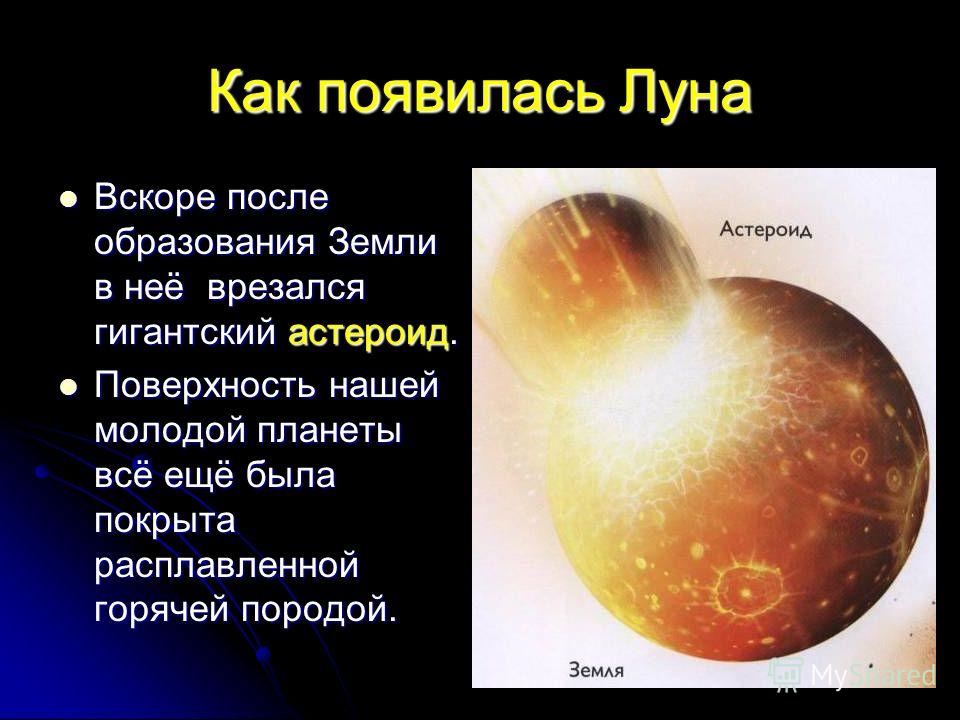 Как появилась Луна
Вскоре после
образования Земли
в неё врезался
гигантский астероид.
Поверхность нашей
молодой планеты
всё ещё была
покрыта
расплавленной
горячей породой.
Астероид
Земля
MyShared